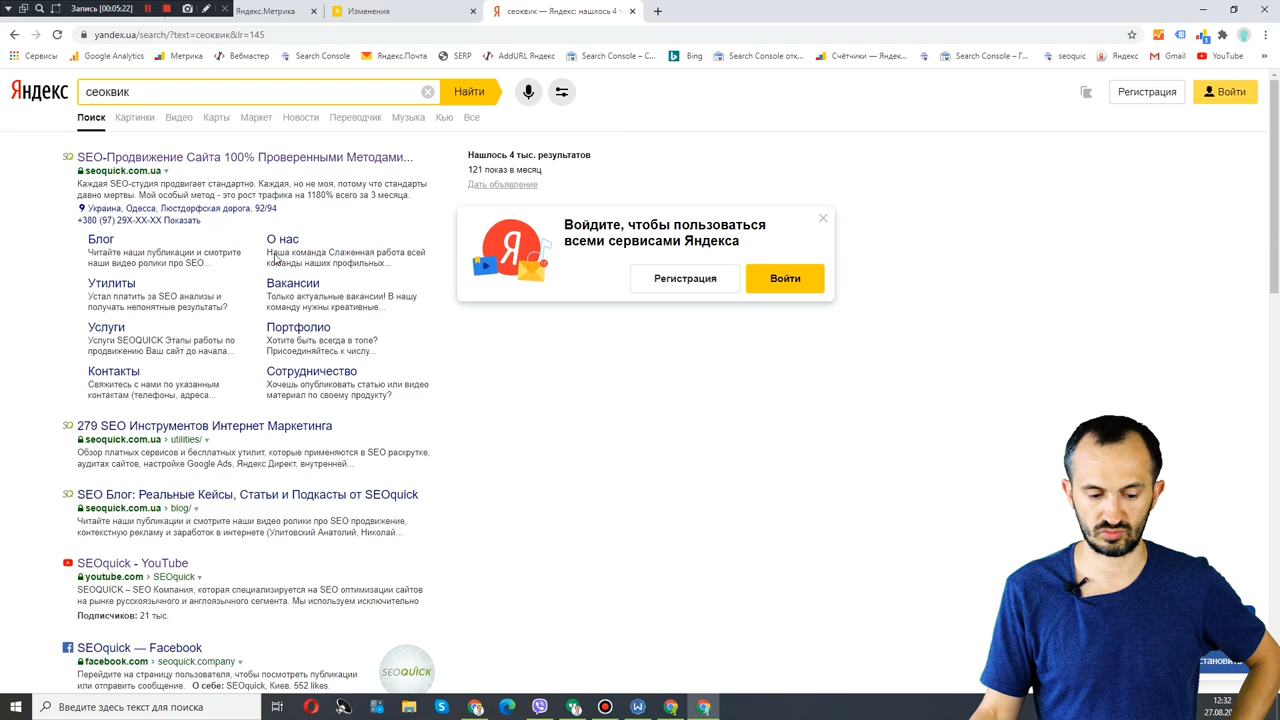 Запись [00:05:22]
Яндекс.Метрика
Изменения
сеоквик — Яндекс: нашлось 4 т
yandex.ua/search/?text=сеоквик&lr=145
Сервисы
Google Analytics
Метрика
Вебмастер
Search Console
Яндекс.Почта
SERP
AddURL Яндекс
Search Console – С...
Bing
Search Console
Счётчики — Яндек...
Search Console – Г...
seoquic
Яндекс
Gmail
YouTube
Яндекс
сеоквик
Найти
Регистрация
Войти
Поиск Картинки Видео Карты Маркет Новости Переводчик Музыка Кью Все
SEO-Продвижение Сайта 100% Проверенными Методами...
seoquick.com.ua
Каждая SEO-студия продвигает стандартно. Каждая, но не моя, потому что стандарты
давно мертвы. Мой особый метод - это рост трафика на 1180% всего за 3 месяца.
Украина, Одесса, Люстдорфская дорога, 92/94
+380 (97) 29X-XX-XX Показать
Блог
Читайте наши публикации и смотрите
наши видео ролики про SEO...
О нас
Наша команда Слаженная работа всей
команды наших профильных...
Утилиты
Устал платить за SEO анализы и
получать непонятные результаты?
Вакансии
Только актуальные вакансии! В нашу
команду нужны креативные...
Услуги
Услуги SEOQUICK Этапы работы по
продвижению Ваш сайт до начала...
Портфолио
Хотите быть всегда в топе?
Присоединяйтесь к числу...
Контакты
Свяжитесь с нами по указанным
контактам (телефоны, адреса...
Сотрудничество
Хочешь опубликовать статью или видео
материал по своему продукту?
279 SEO Инструментов Интернет Маркетинга
seoquick.com.ua › utilities/
Обзор платных сервисов и бесплатных утилит, которые применяются в SEO раскрутке,
аудитах сайтов, настройке Google Ads, Яндекс Директ, внутренней...
SEO Блог: Реальные Кейсы, Статьи и Подкасты от SEOquick
seoquick.com.ua › blog/
Читайте наши публикации и смотрите наши видео ролики про SEO продвижение,
контекстную рекламу и заработок в интернете (Улитовский Анатолий, Николай...
SEOquick - YouTube
youtube.com › SEOquick
SEOQUICK – SEO Компания, которая специализируется на SEO оптимизации сайтов
на рынке русскоязычного и англоязычного сегмента. Мы используем исключительно
Подписчиков: 21 тыс.
SEOquick — Facebook
facebook.com › seoquick.company
Перейдите на страницу пользователя, чтобы посмотреть публикации
или отправить сообщение. О себе: SEOquick, Киев. 552 likes.
SEOQUICK
Нашлось 4 тыс. результатов
121 показ в месяц
Дать объявление
Войдите, чтобы пользоваться
всеми сервисами Яндекса
Регистрация
Войти
становить
Введите здесь текст для поиска
12:32
27.08.20